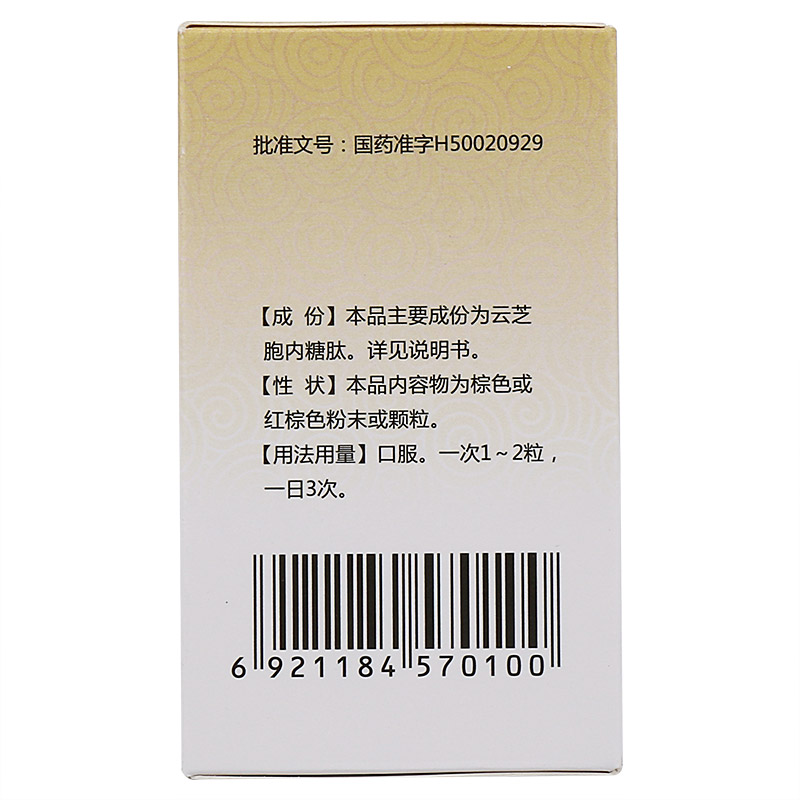 批准文号：国药准字H50020929
【成 份】本品主要成份为云芝
胞内糖肽。详见说明书。
【性 状】本品内容物为棕色或
红棕色粉末或颗粒。
【用法用量】口服。一次1～2粒，
一日3次。
6 921184 570100